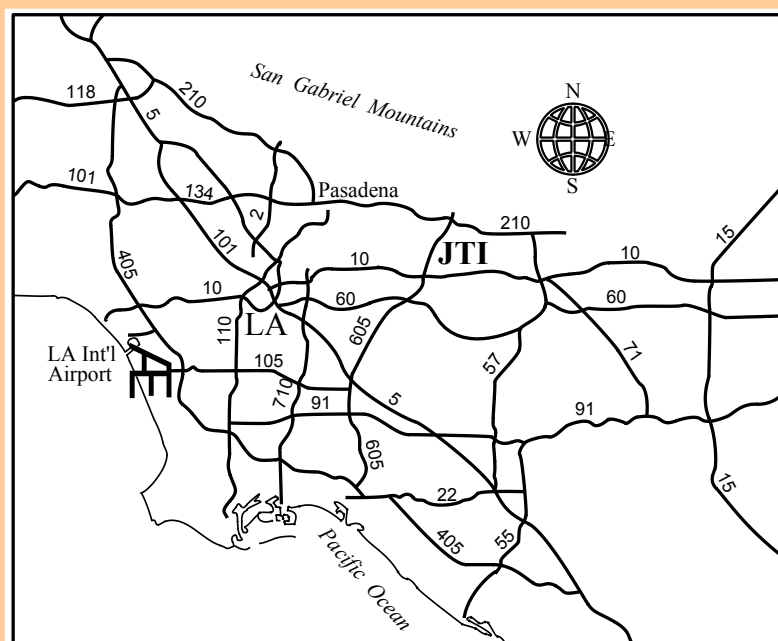 San Gabriel Mountains
N
W
E
S
118
5
210
101
134
2
Pasadena
210
15
101
405
10
JTI
10
10
60
60
110
LA
605
LA Int'l
Airport
105
710
57
71
91
5
91
605
22
15
405
55
Pacific Ocean